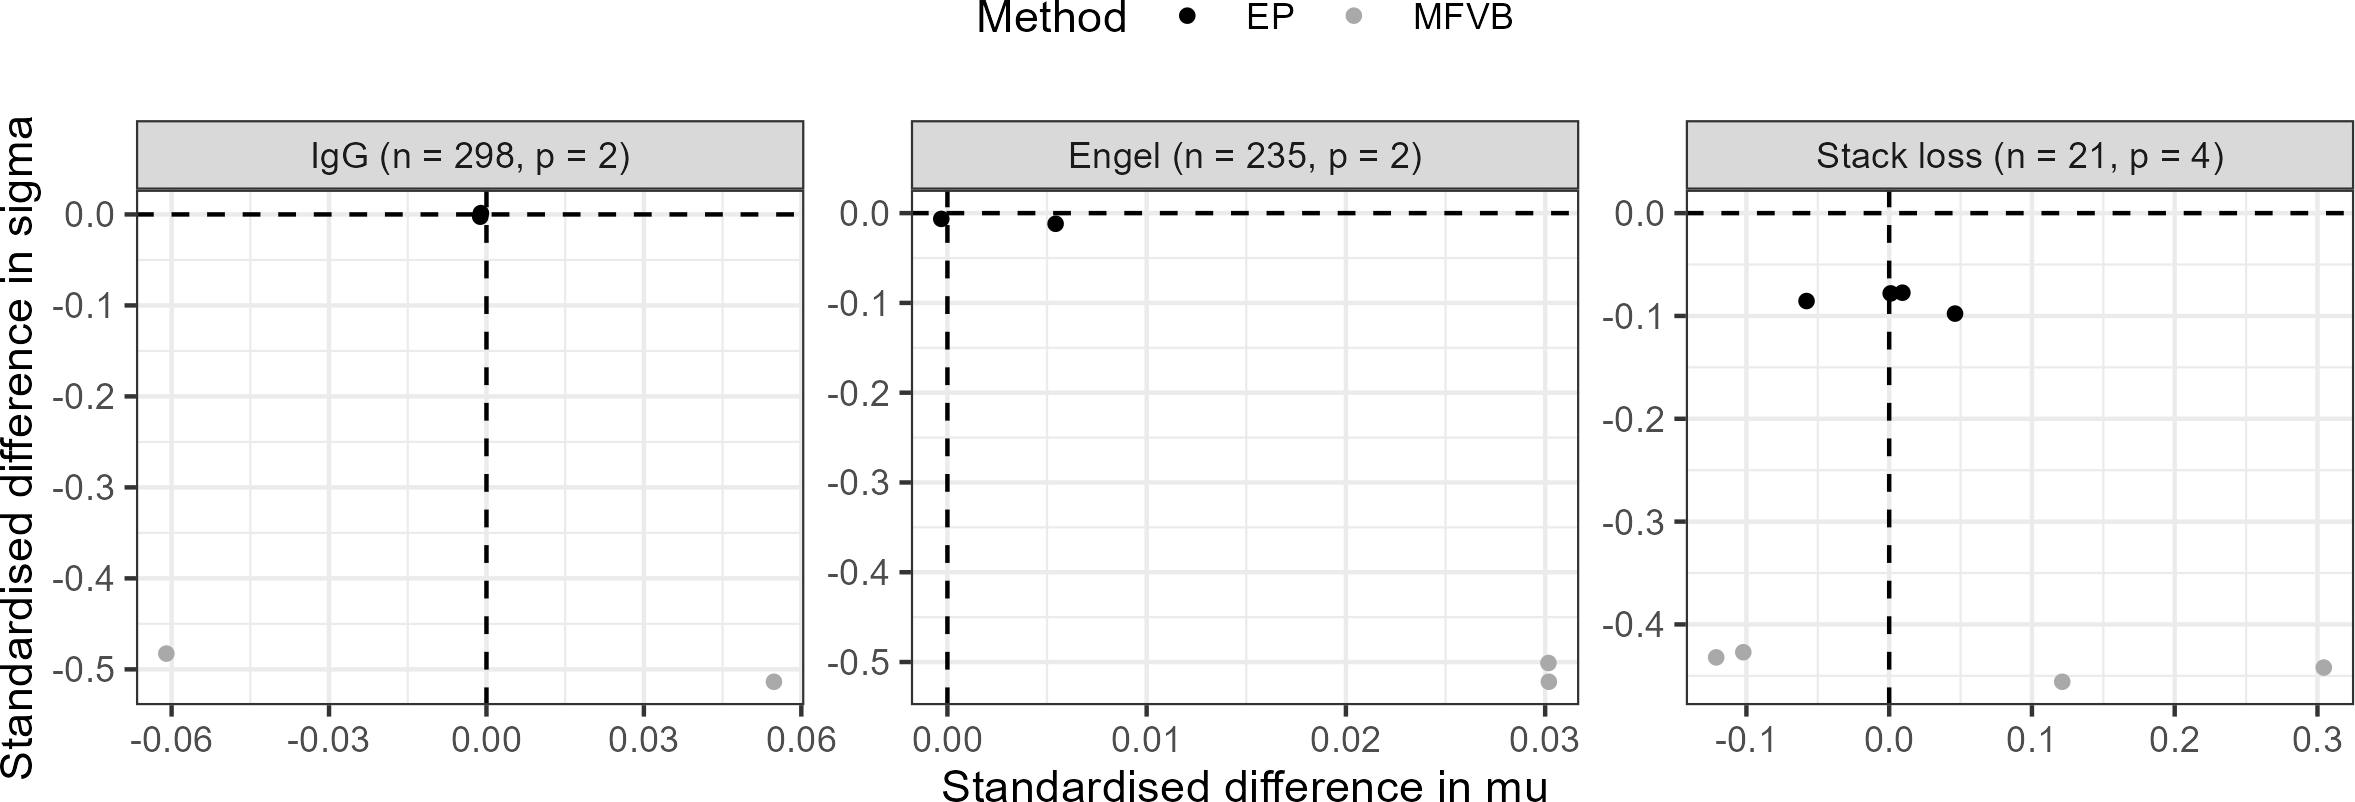 Method EP MFVB
IgG (n = 298, p = 2)
Engel (n = 235, p = 2)
Stack loss (n = 21, p = 4)
Standardised difference in sigma
0.0
-0.1
-0.2
-0.3
-0.4
-0.5
-0.06 -0.03 0.00 0.03 0.06
0.0
-0.1
-0.2
-0.3
-0.4
-0.5
0.00 0.01 0.02 0.03
0.0
-0.1
-0.2
-0.3
-0.4
-0.1 0.0 0.1 0.2 0.3
Standardised difference in mu